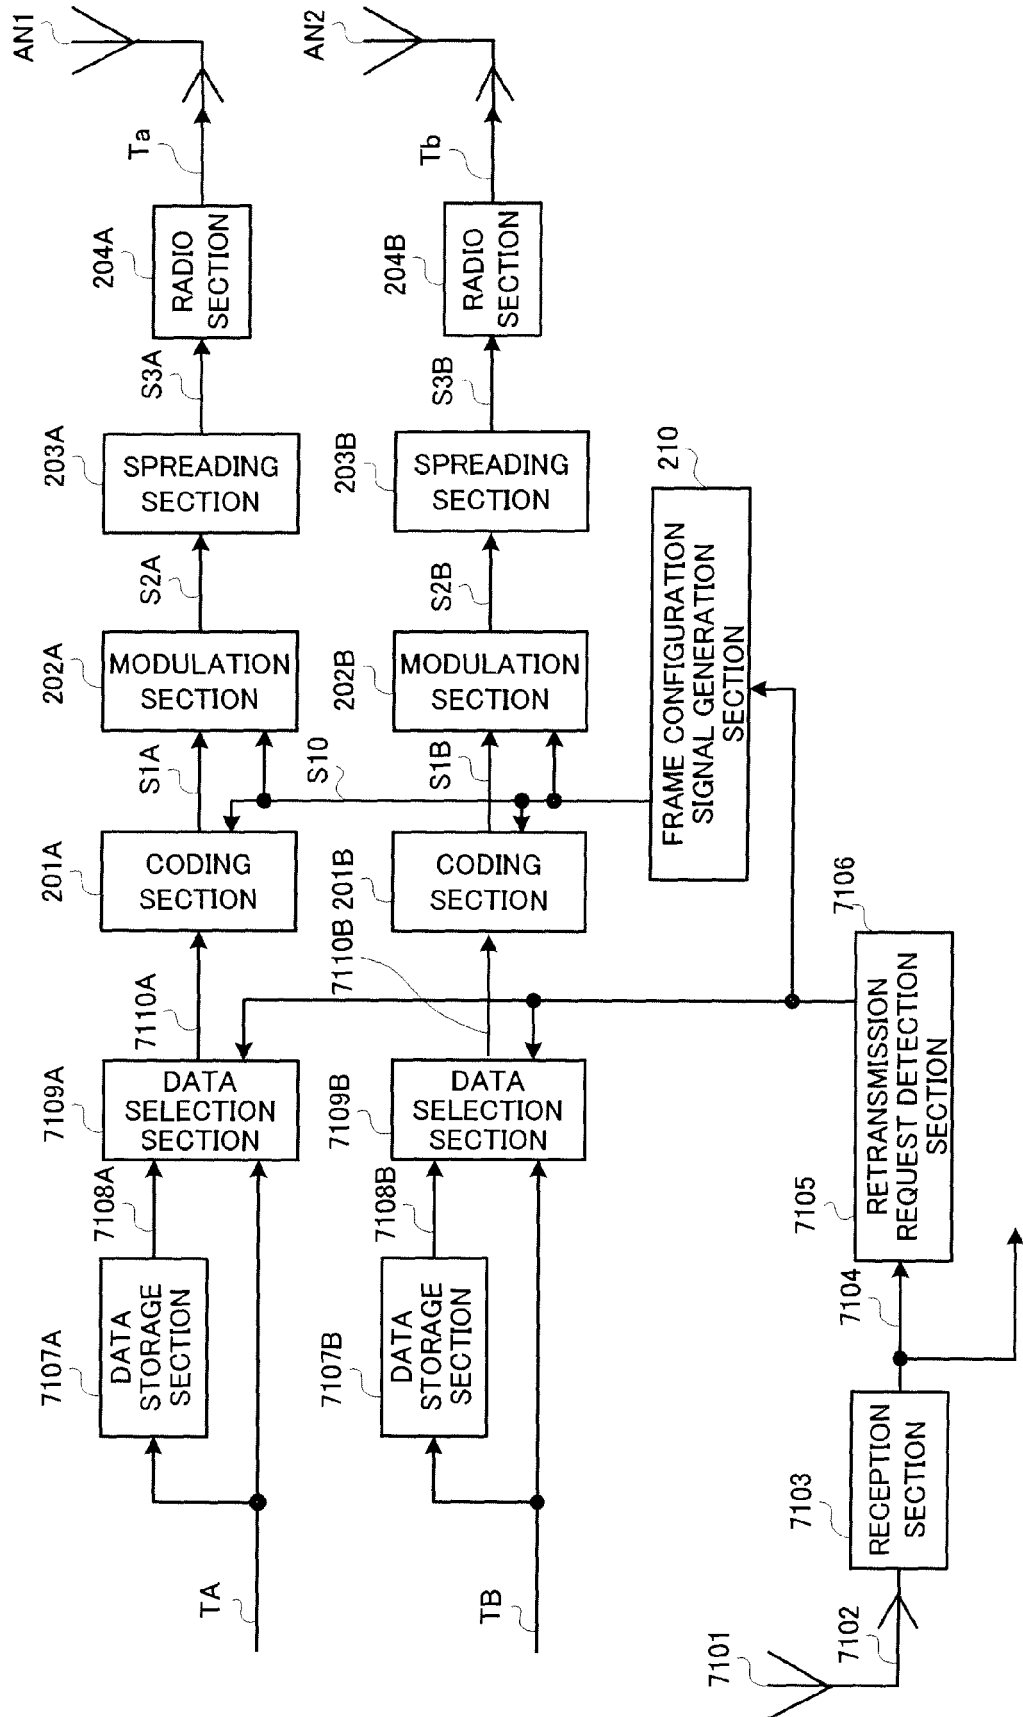 AN1
Ta
204A
RADIO
SECTION
S3A
203A
SPREADING
SECTION
S2A
202A
MODULATION
SECTION
S1A
201A
CODING
SECTION
7110A
7109A
DATA
SELECTION
SECTION
7108A
7107A
DATA
STORAGE
SECTION
TA
AN2
Tb
204B
RADIO
SECTION
S3B
203B
SPREADING
SECTION
S2B
202B
MODULATION
SECTION
S1B
S10
201B
CODING
SECTION
7110B
7109B
DATA
SELECTION
SECTION
7108B
7107B
DATA
STORAGE
SECTION
TB
210
FRAME CONFIGURATION
SIGNAL GENERATION
SECTION
7106
RETRANSMISSION
REQUEST DETECTION
SECTION
7105
7104
7103
RECEPTION
SECTION
7102
7101